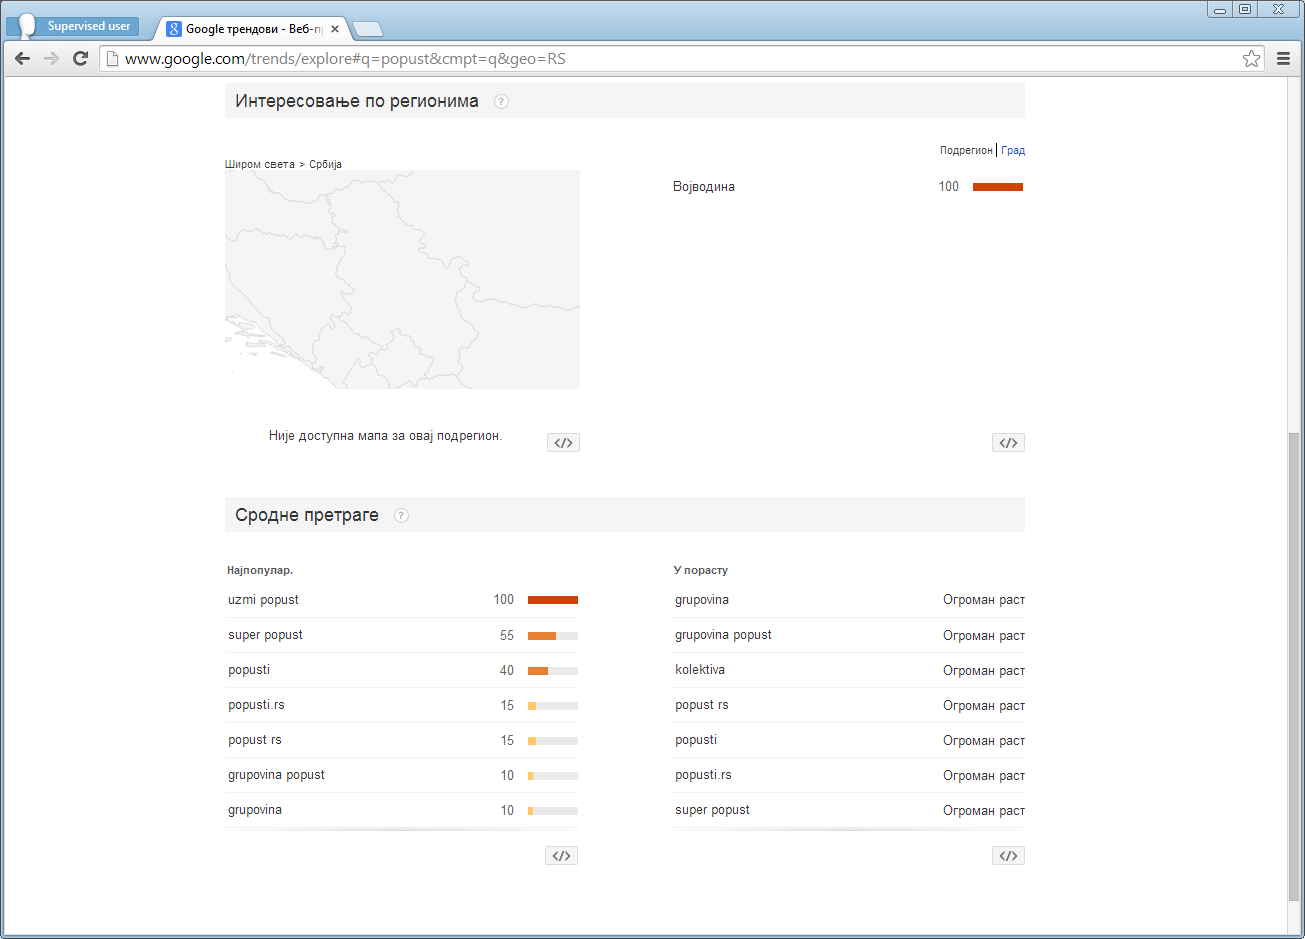 Supervised user
Google трендови - Веб-п
www.google.com/trends/explore#q=popust&cmpt=q&geo=RS
Интересовање по регионима ?
Подрегион | Град
Широм света > Србија
Војводина 100
Није доступна мапа за овај подрегион.
</>
</>
Сродне претраге ?
Најпопулар.
uzmi popust 100
super popust 55
popusti 40
popusti.rs 15
popust rs 15
grupovina popust 10
grupovina 10
</>
У порасту
grupovina Огроман раст
grupovina popust Огроман раст
kolektiva Огроман раст
popust rs Огроман раст
popusti Огроман раст
popusti.rs Огроман раст
super popust Огроман раст
</>